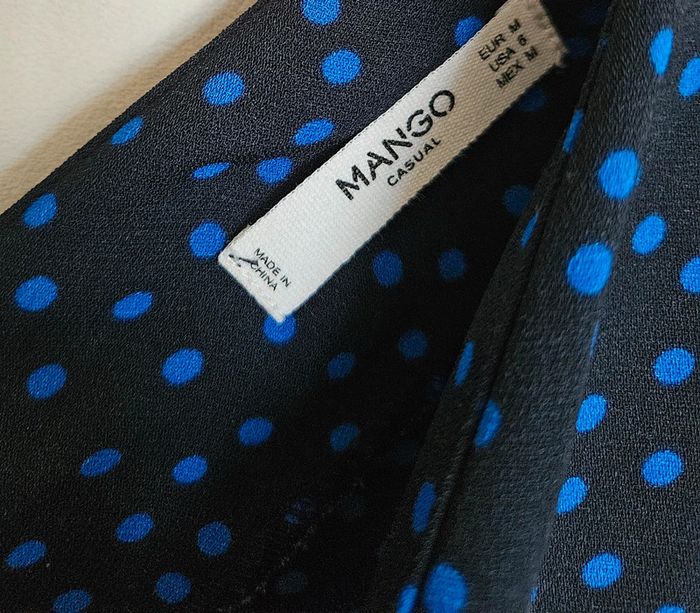 MANGO
CASUAL
EUR M
USA 6
MEX M
MADE IN
CHINA